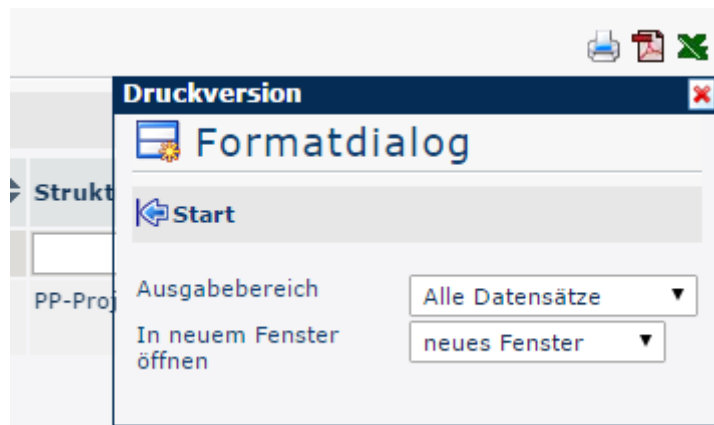 Druckversion
Formatdialog
Strukt
Start
PP-Proj
Ausgabebereich
Alle Datensätze
In neuem Fenster
öffnen
neues Fenster